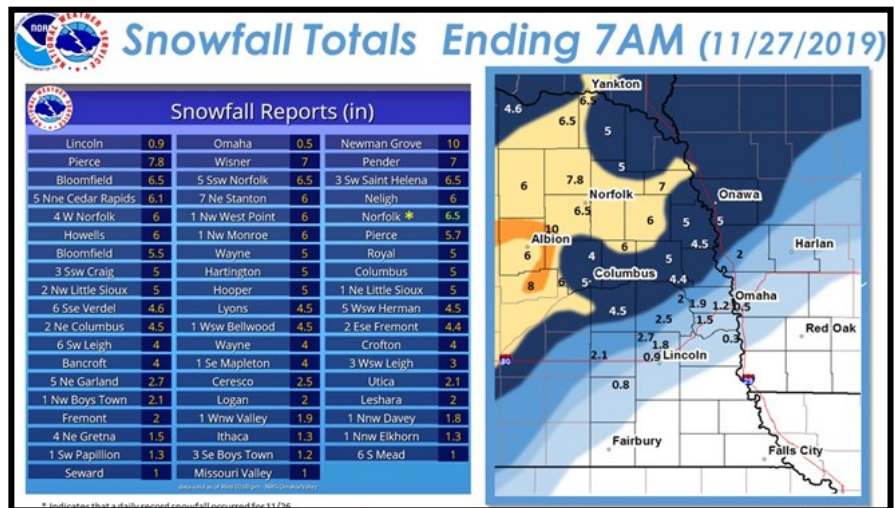 NOAA
NATIONAL WEATHER SERVICE
Snowfall Totals Ending 7AM (11/27/2019)
Snowfall Reports (in)
Lincoln 0.9 Omaha 0.5 Newman Grove 10
Pierce 7.8 Wisner 7 Pender 7
Bloomfield 6.5 5 Ssw Norfolk 6.5 3 Sw Saint Helena 6.5
5 Nne Cedar Rapids 6.1 7 Ne Stanton 6 Neligh 6
4 W Norfolk 6 1 Nw West Point 6 Norfolk * 6.5
Howells 6 1 Nw Monroe 6 Pierce 5.7
Bloomfield 5.5 Wayne 5 Royal 5
3 Ssw Craig 5 Hartington 5 Columbus 5
2 Nw Little Sioux 5 Hooper 5 1 Ne Little Sioux 5
6 Sse Verdel 4.6 Lyons 4.5 5 Wsw Herman 4.5
2 Ne Columbus 4.5 1 Wsw Bellwood 4.5 2 Ese Fremont 4.4
6 Sw Leigh 4 Wayne 4 Crofton 4
Bancroft 4 1 Se Mapleton 4 3 Wsw Leigh 3
5 Ne Garland 2.7 Ceresco 2.5 Utica 2.1
1 Nw Boys Town 2.1 Logan 2 Leshara 2
Fremont 2 1 Wnw Valley 1.9 1 Nnw Davey 1.8
4 Ne Gretna 1.5 Ithaca 1.3 1 Nnw Elkhorn 1.3
1 Sw Papillion 1.3 3 Se Boys Town 1.2 6 S Mead 1
Seward 1 Missouri Valley 1
* Indicates that a daily record snowfall occurred for 11/26
Yankton
4.6 6.5
6.5 5
5
6 7.8 7
Norfolk Onawa
6.5 6 5 5
10
Albion 6 4.5 Harlan
6 4 5 2
Columbus
8 6 5 4.4
Omaha
4.5 2 1.9 1.2 0.5
2.5 1.5
Red Oak
2.7 1.8 0.3
80 2.1 0.9 Lincoln
0.8 29
Fairbury
Falls City